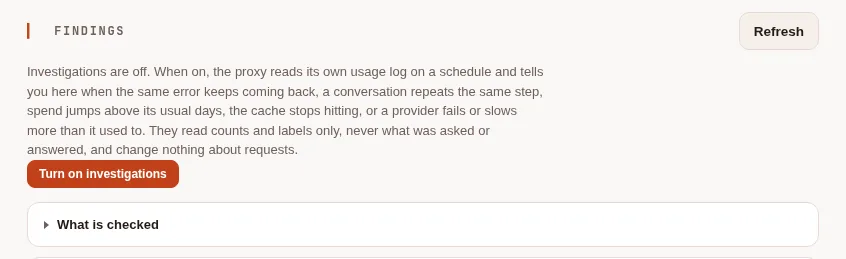 FINDINGS
Refresh
Investigations are off. When on, the proxy reads its own usage log on a schedule and tells
you here when the same error keeps coming back, a conversation repeats the same step,
spend jumps above its usual days, the cache stops hitting, or a provider fails or slows
more than it used to. They read counts and labels only, never what was asked or
answered, and change nothing about requests.
Turn on investigations
What is checked